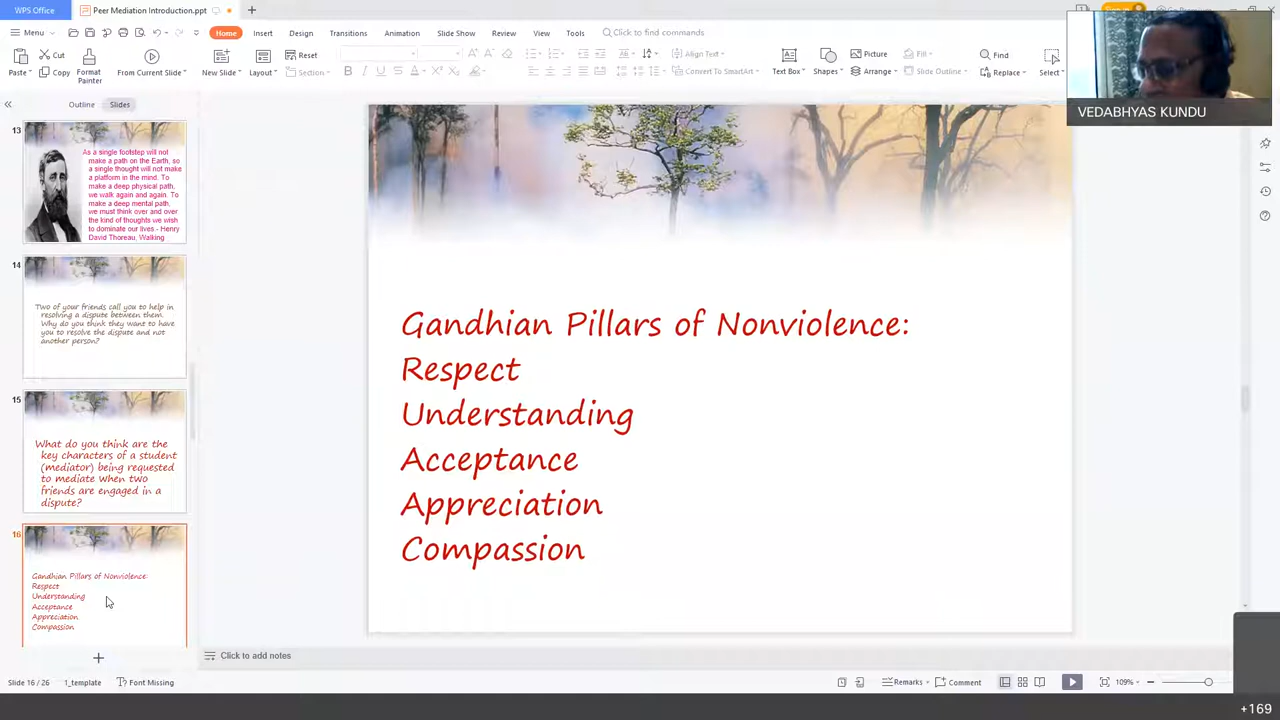 WPS Office
Peer Mediation Introduction.ppt
Menu
Home
Insert
Design
Transitions
Animation
Slide Show
Review
View
Tools
Click to find commands
Paste
Cut
Copy
Format
Painter
From Current Slide
New Slide
Layout
Reset
Section
Align Text
Convert To SmartArt
Text Box
Shapes
Picture
Arrange
Fill
Slide Outline
Find
Replace
Select
VEDABHYAS KUNDU
Outline
Slides
13
As a single footstep will not
make a path on the Earth, so
a single thought will not make
a platform in the mind. To
make a deep physical path,
we walk again and again. To
make a deep mental path,
we must think over and over
the kind of thoughts we wish
to dominate our lives.- Henry
David Thoreau, Walking
14
Two of your friends call you to help in
resolving a dispute between them.
Why do you think they want to have
you to resolve the dispute and not
another person?
15
What do you think are the
key characters of a student
(mediator) being requested
to mediate when two
friends are engaged in a
dispute?
16
Gandhian Pillars of Nonviolence:
Respect
Understanding
Acceptance
Appreciation
Compassion
Gandhian Pillars of Nonviolence:
Respect
Understanding
Acceptance
Appreciation
Compassion
Click to add notes
Slide 16 / 26
1_template
Font Missing
Remarks
Comment
109%
+169